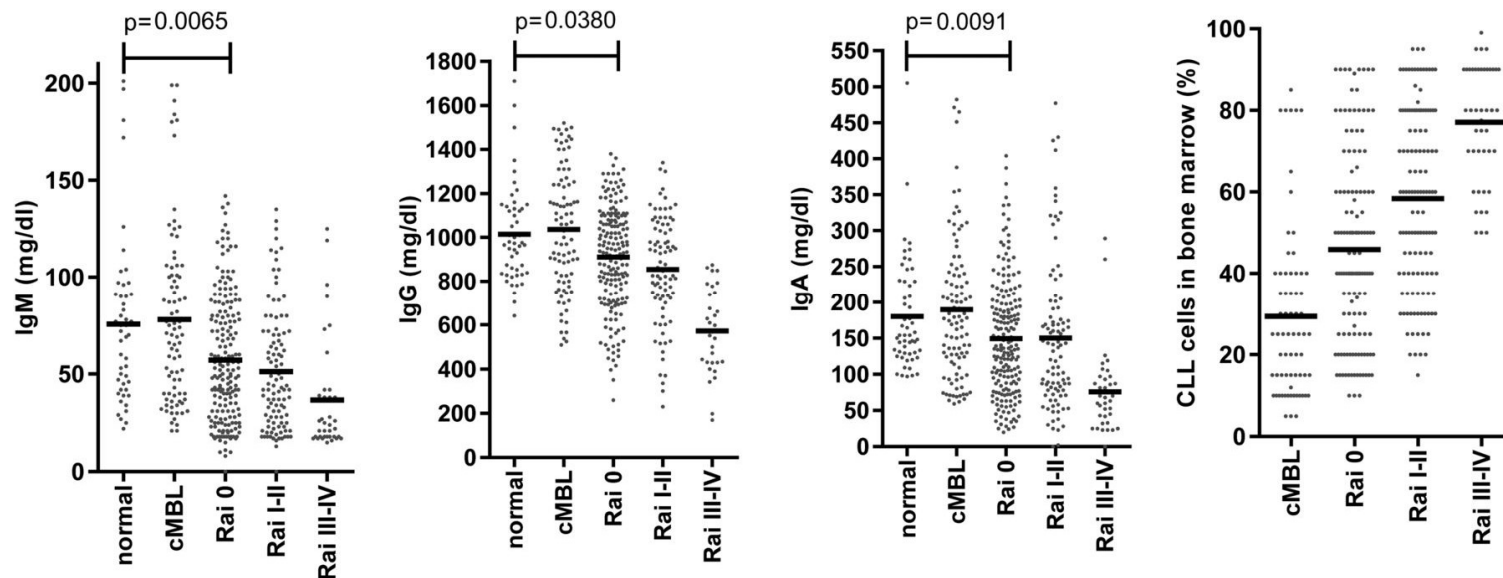 p=0.0065
IgM (mg/dl)
200
150
100
50
0
normal
cMBL
Rai 0
Rai I-II
Rai III-IV
p=0.0380
IgG (mg/dl)
1800
1600
1400
1200
1000
800
600
400
200
0
normal
cMBL
Rai 0
Rai I-II
Rai III-IV
p=0.0091
IgA (mg/dl)
550
500
450
400
350
300
250
200
150
100
50
0
normal
cMBL
Rai 0
Rai I-II
Rai III-IV
CLL cells in bone marrow (%)
100
80
60
40
20
0
cMBL
Rai 0
Rai I-II
Rai III-IV